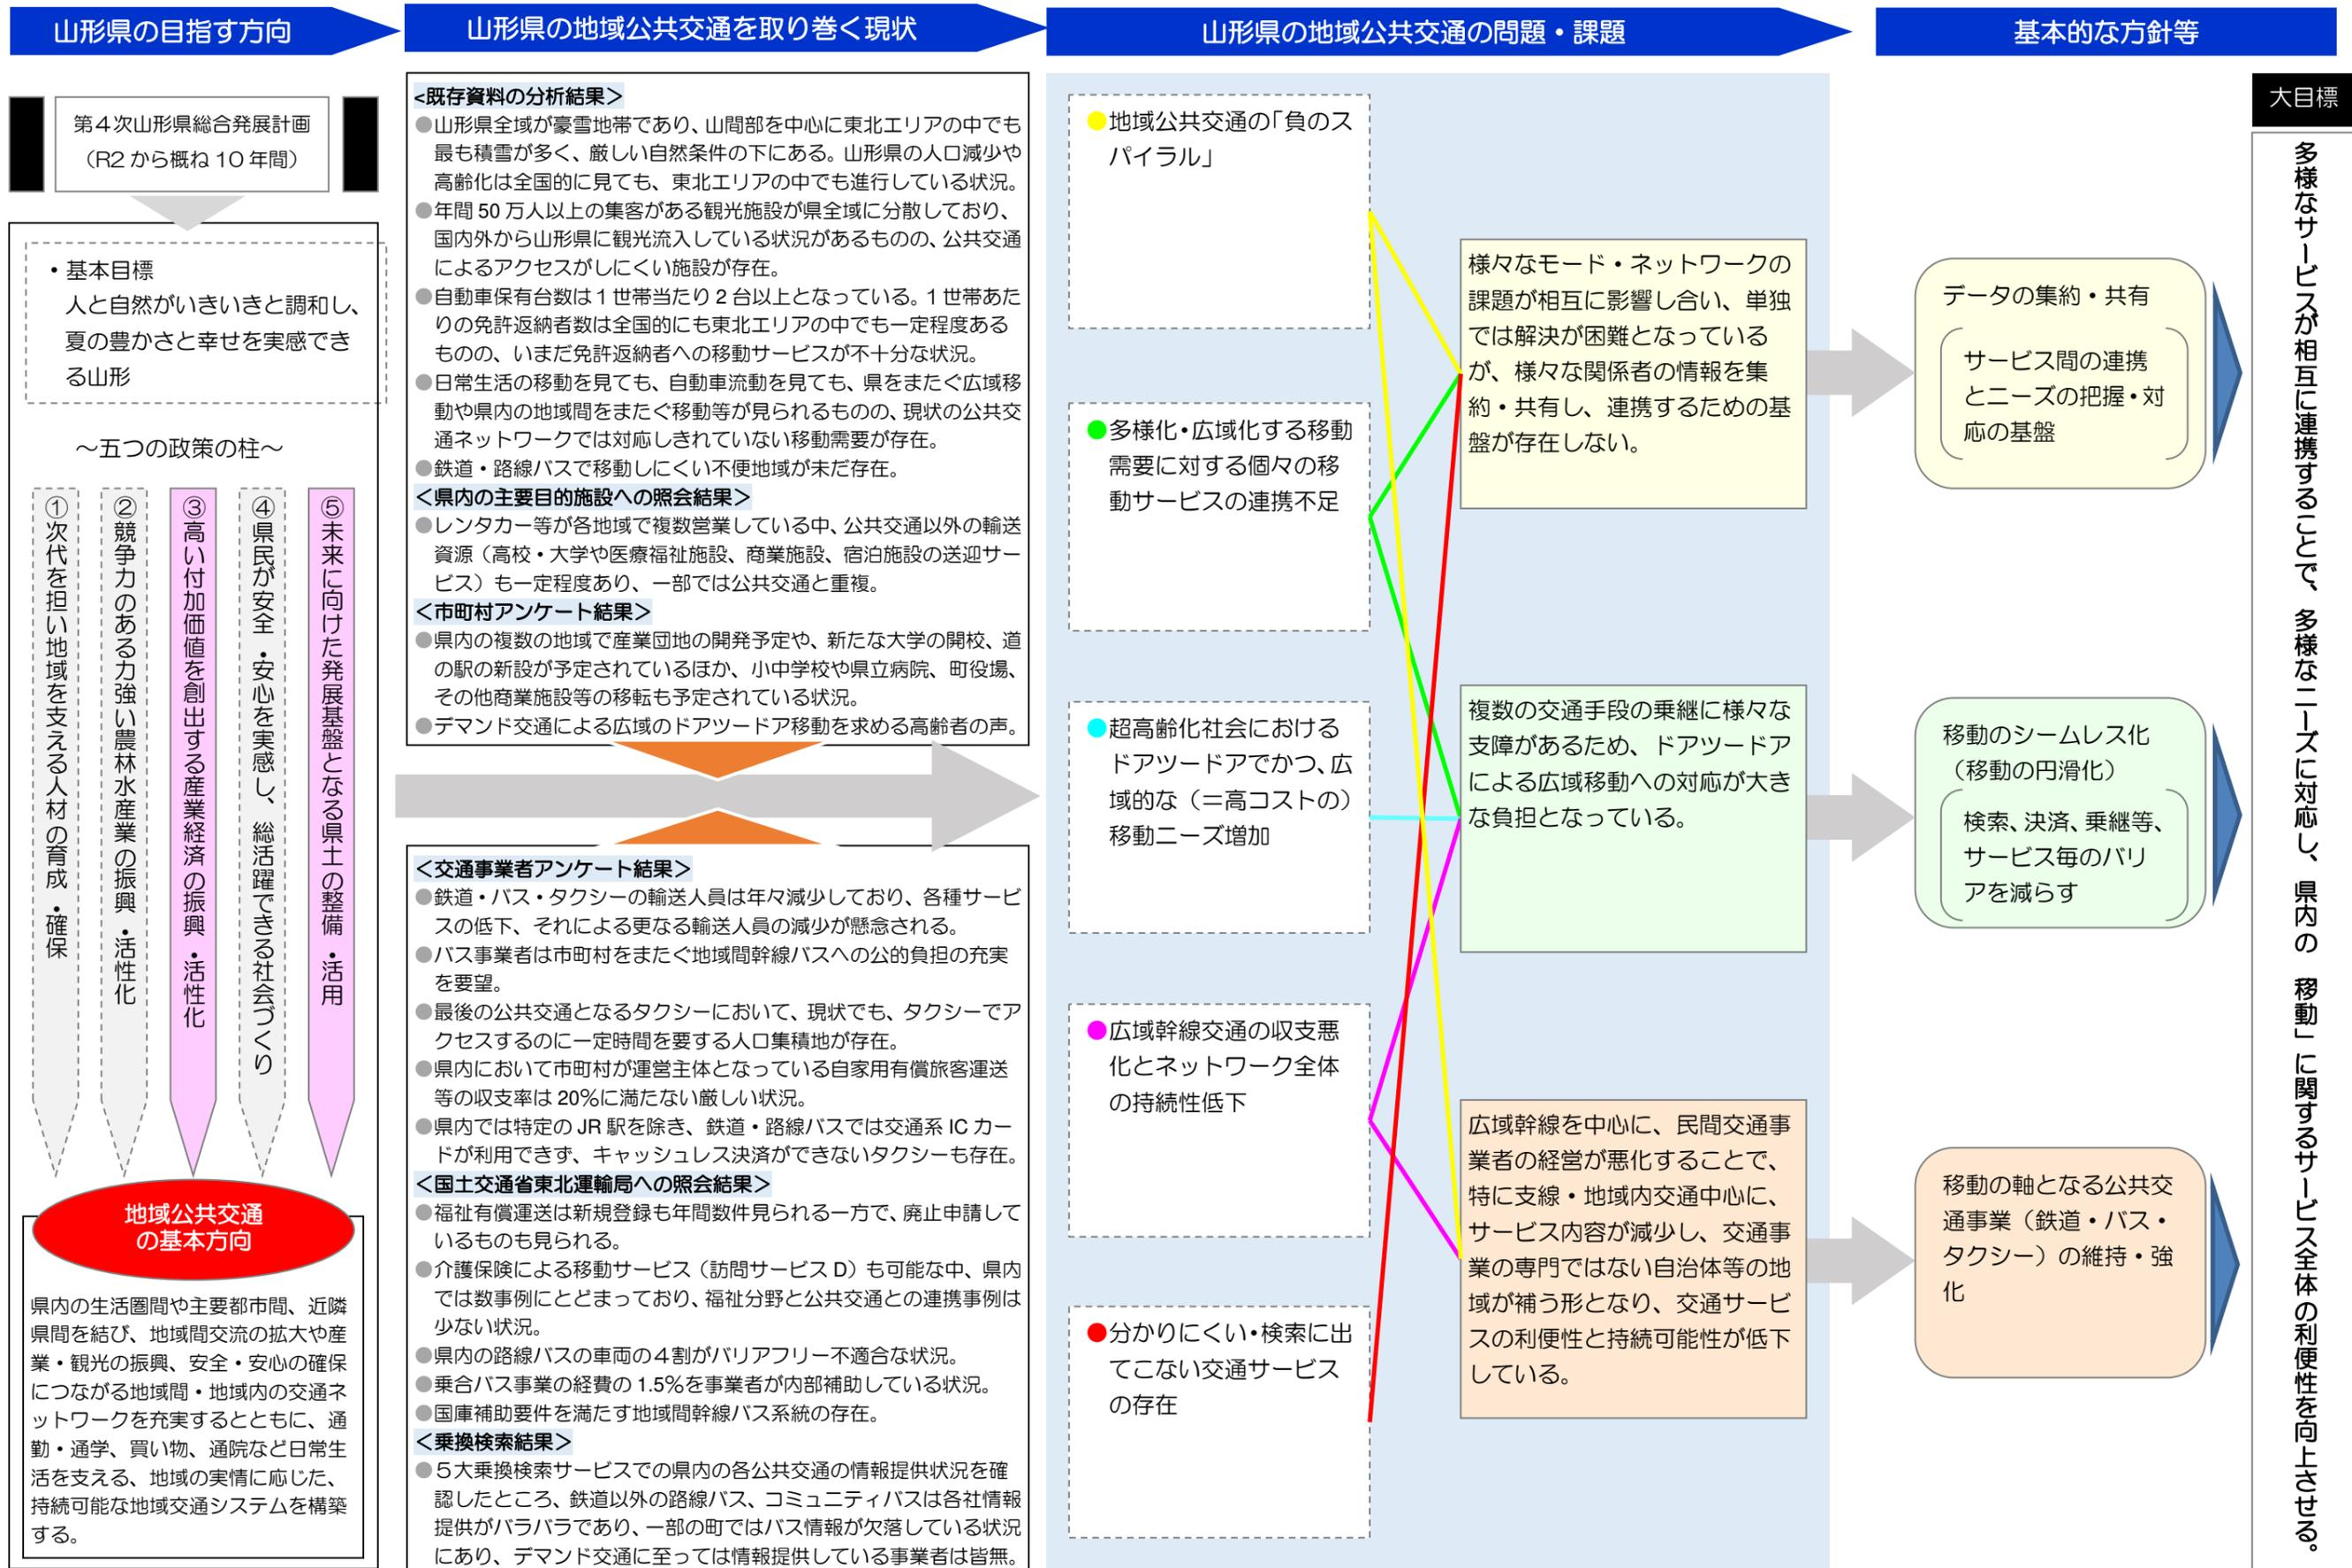 山形県の目指す方向
山形県の地域公共交通を取り巻く現状
山形県の地域公共交通の問題・課題
基本的な方針等
第４次山形県総合発展計画
（R2 から概ね 10 年間）
・基本目標
人と自然がいきいきと調和し、
夏の豊かさと幸せを実感でき
る山形
～五つの政策の柱～
①次代を担い地域を支える人材の育成・確保
②競争力のある力強い農林水産業の振興・活性化
③高い付加価値を創出する産業経済の振興・活性化
④県民が安全・安心を実感し、総活躍できる社会づくり
⑤未来に向けた発展基盤となる県土の整備・活用
地域公共交通
の基本方向
県内の生活圏間や主要都市間、近隣
県間を結び、地域間交流の拡大や産
業・観光の振興、安全・安心の確保
につながる地域間・地域内の交通ネ
ットワークを充実するとともに、通
勤・通学、買い物、通院など日常生
活を支える、地域の実情に応じた、
持続可能な地域交通システムを構築
する。
<既存資料の分析結果＞
●山形県全域が豪雪地帯であり、山間部を中心に東北エリアの中でも
最も積雪が多く、厳しい自然条件の下にある。山形県の人口減少や
高齢化は全国的に見ても、東北エリアの中でも進行している状況。
●年間 50 万人以上の集客がある観光施設が県全域に分散しており、
国内外から山形県に観光流入している状況があるものの、公共交通
によるアクセスがしにくい施設が存在。
●自動車保有台数は１世帯当たり２台以上となっている。１世帯あた
りの免許返納者数は全国的にも東北エリアの中でも一定程度ある
ものの、いまだ免許返納者への移動サービスが不十分な状況。
●日常生活の移動を見ても、自動車流動を見ても、県をまたぐ広域移
動や県内の地域間をまたぐ移動等が見られるものの、現状の公共交
通ネットワークでは対応しきれていない移動需要が存在。
●鉄道・路線バスで移動しにくい不便地域が未だ存在。
＜県内の主要目的施設への照会結果＞
●レンタカー等が各地域で複数営業している中、公共交通以外の輸送
資源（高校・大学や医療福祉施設、商業施設、宿泊施設の送迎サー
ビス）も一定程度あり、一部では公共交通と重複。
＜市町村アンケート結果＞
●県内の複数の地域で産業団地の開発予定や、新たな大学の開校、道
の駅の新設が予定されているほか、小中学校や県立病院、町役場、
その他商業施設等の移転も予定されている状況。
●デマンド交通による広域のドアツードア移動を求める高齢者の声。
＜交通事業者アンケート結果＞
●鉄道・バス・タクシーの輸送人員は年々減少しており、各種サービ
スの低下、それによる更なる輸送人員の減少が懸念される。
●バス事業者は市町村をまたぐ地域間幹線バスへの公的負担の充実
を要望。
●最後の公共交通となるタクシーにおいて、現状でも、タクシーでア
クセスするのに一定時間を要する人口集積地が存在。
●県内において市町村が運営主体となっている自家用有償旅客運送
等の収支率は 20％に満たない厳しい状況。
●県内では特定の JR 駅を除き、鉄道・路線バスでは交通系 IC カー
ドが利用できず、キャッシュレス決済ができないタクシーも存在。
＜国土交通省東北運輸局への照会結果＞
●福祉有償運送は新規登録も年間数件見られる一方で、廃止申請して
いるものも見られる。
●介護保険による移動サービス（訪問サービス D）も可能な中、県内
では数事例にとどまっており、福祉分野と公共交通との連携事例は
少ない状況。
●県内の路線バスの車両の４割がバリアフリー不適合な状況。
●乗合バス事業の経費の 1.5％を事業者が内部補助している状況。
●国庫補助要件を満たす地域間幹線バス系統の存在。
＜乗換検索結果＞
●５大乗換検索サービスでの県内の各公共交通の情報提供状況を確
認したところ、鉄道以外の路線バス、コミュニティバスは各社情報
提供がバラバラであり、一部の町ではバス情報が欠落している状況
にあり、デマンド交通に至っては情報提供している事業者は皆無。
●地域公共交通の「負のス
パイラル」
●多様化・広域化する移動
需要に対する個々の移
動サービスの連携不足
●超高齢化社会における
ドアツードアでかつ、広
域的な（＝高コストの）
移動ニーズ増加
●広域幹線交通の収支悪
化とネットワーク全体
の持続性低下
●分かりにくい・検索に出
てこない交通サービス
の存在
様々なモード・ネットワークの
課題が相互に影響し合い、単独
では解決が困難となっている
が、様々な関係者の情報を集
約・共有し、連携するための基
盤が存在しない。
複数の交通手段の乗継に様々な
支障があるため、ドアツードア
による広域移動への対応が大き
な負担となっている。
広域幹線を中心に、民間交通事
業者の経営が悪化することで、
特に支線・地域内交通中心に、
サービス内容が減少し、交通事
業の専門ではない自治体等の地
域が補う形となり、交通サービ
スの利便性と持続可能性が低下
している。
データの集約・共有
サービス間の連携
とニーズの把握・対
応の基盤
移動のシームレス化
（移動の円滑化）
検索、決済、乗継等、
サービス毎のバリ
アを減らす
移動の軸となる公共交
通事業（鉄道・バス・
タクシー）の維持・強
化
大目標
多様なサービスが相互に連携することで、多様なニーズに対応し、県内の 移動」に関するサービス全体の利便性を向上させる。